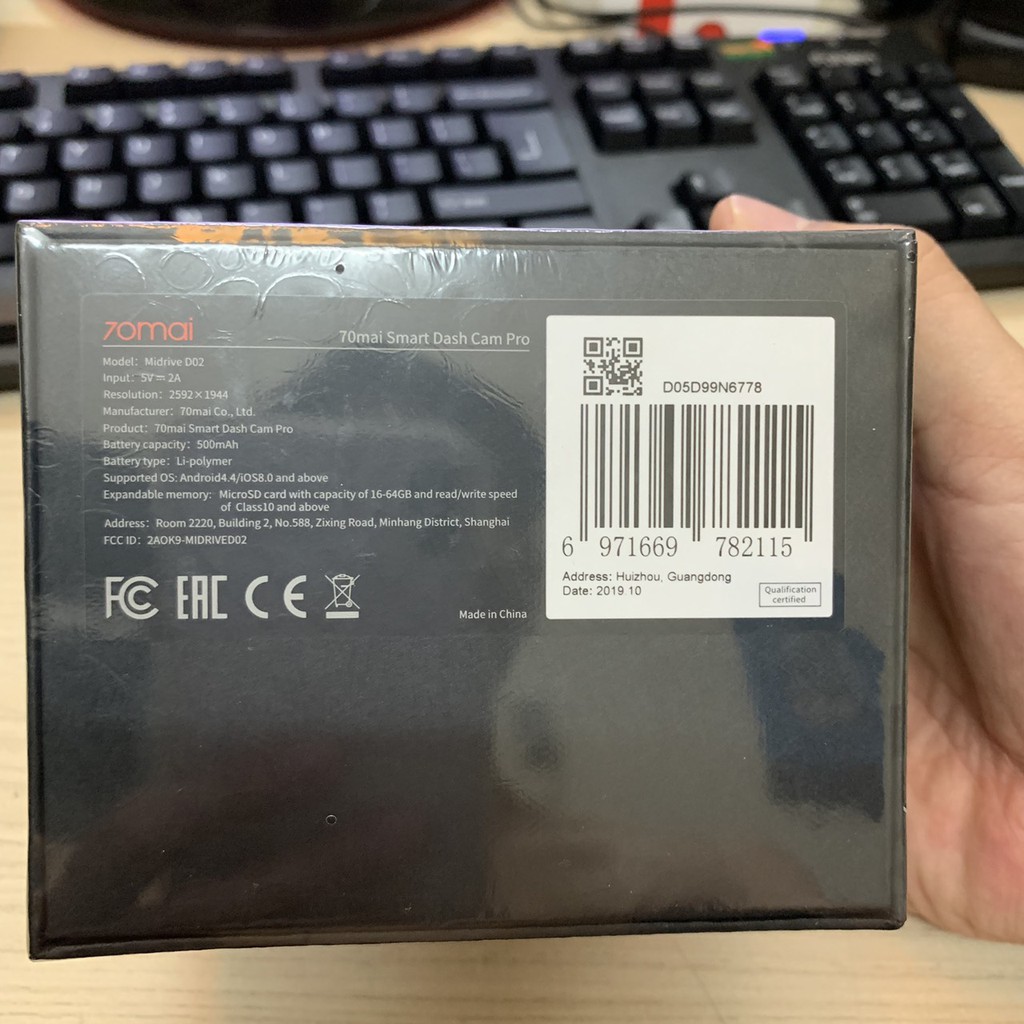 70mai
70mai Smart Dash Cam Pro
Model: Midrive D02
Input: 5V⎓2A
Resolution: 2592×1944
Manufacturer: 70mai Co., Ltd.
Product: 70mai Smart Dash Cam Pro
Battery capacity: 500mAh
Battery type: Li-polymer
Supported OS: Android4.4/iOS8.0 and above
Expandable memory: MicroSD card with capacity of 16-64GB and read/write speed
of Class10 and above
Address: Room 2220, Building 2, No.588, Zixing Road, Minhang District, Shanghai
FCC ID: 2AOK9-MIDRIVED02
FC EAC CE
Made in China
D05D99N6778
6 971669 782115
Address: Huizhou, Guangdong
Date: 2019 10
Qualification
certified